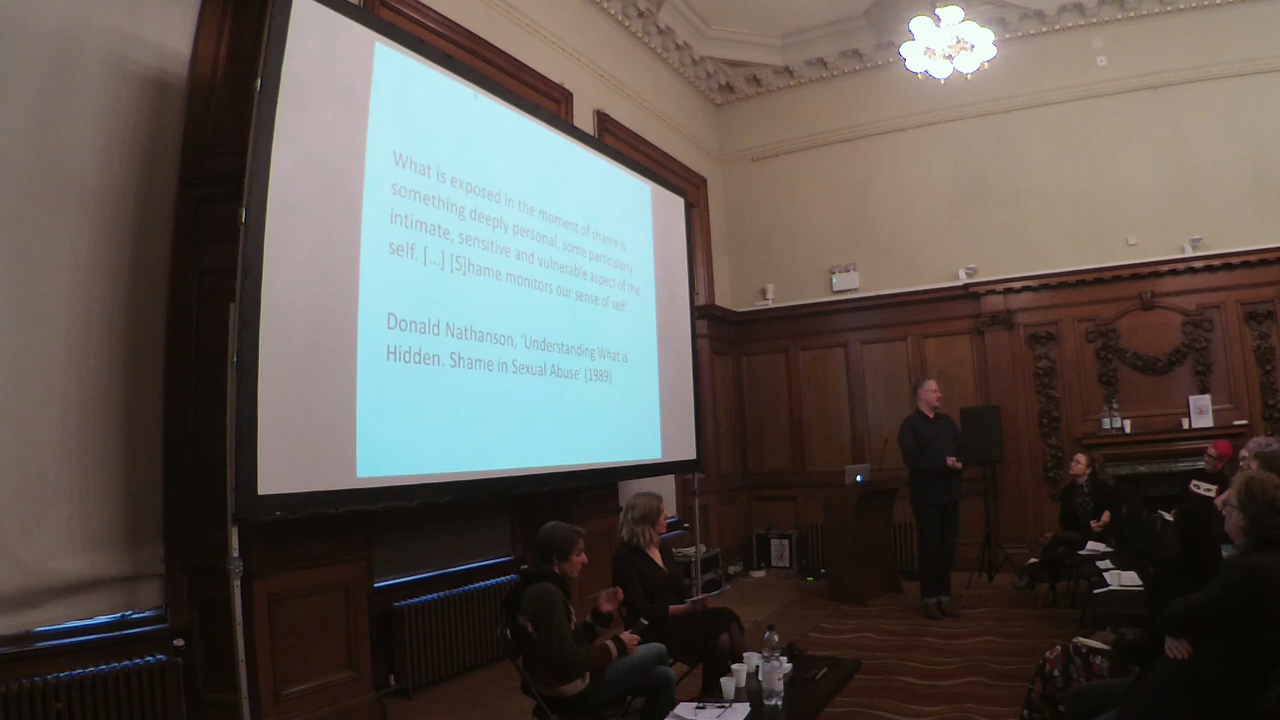 What is exposed in the moment of shame is
something deeply personal, some particularly
intimate, sensitive and vulnerable aspect of the
self. [...] [S]hame monitors our sense of self'
Donald Nathanson, 'Understanding What is
Hidden. Shame in Sexual Abuse' (1989)